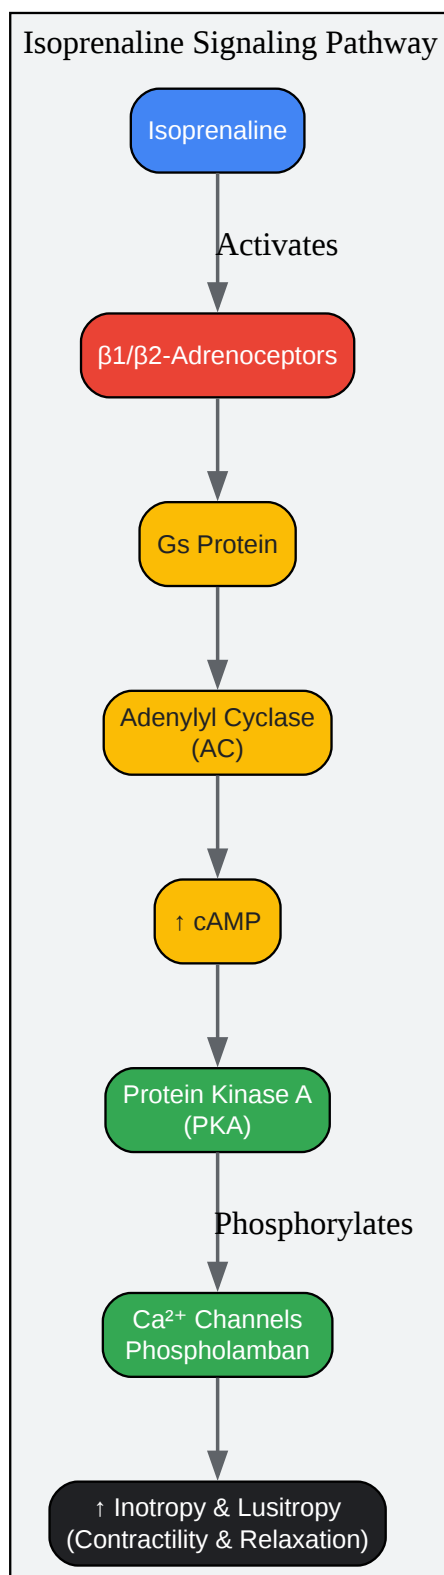 Isoprenaline Signaling Pathway
Isoprenaline
Activates
β1/β2-Adrenoceptors
Gs Protein
Adenylyl Cyclase
(AC)
↑ cAMP
Protein Kinase A
(PKA)
Phosphorylates
Ca²⁺ Channels
Phospholamban
↑ Inotropy & Lusitropy
(Contractility & Relaxation)